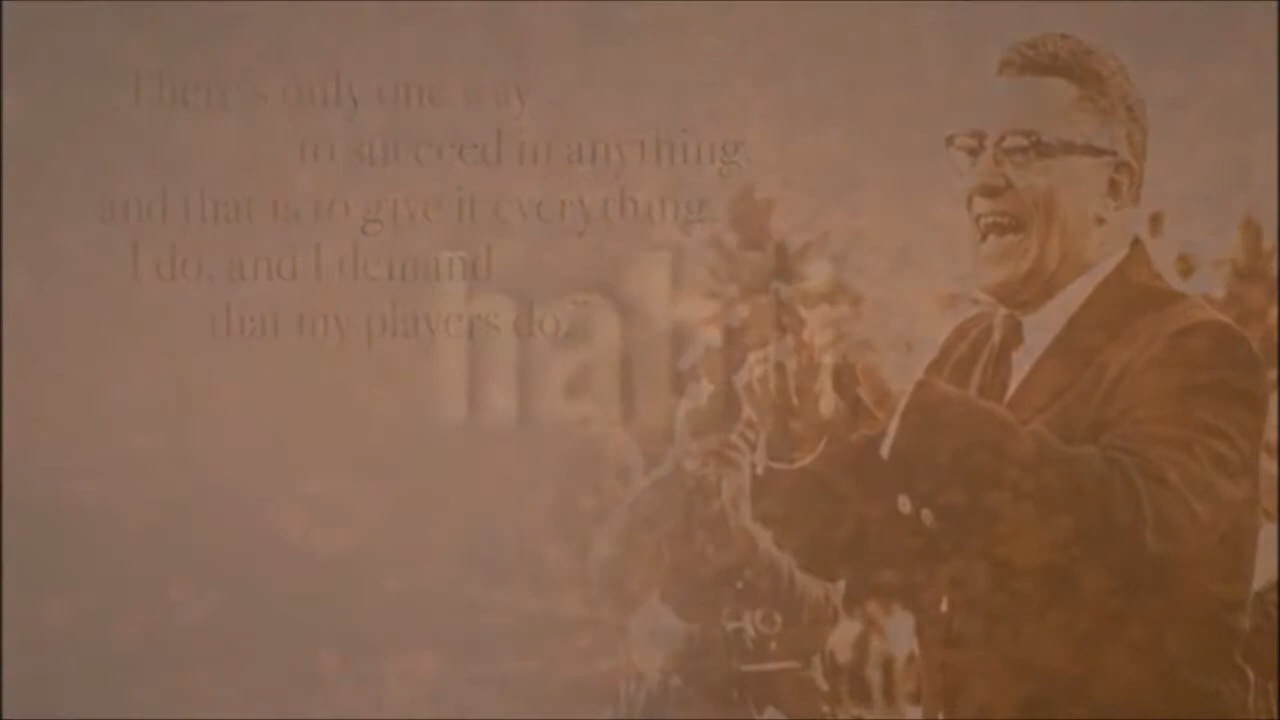 There's only one way
to succeed in anything
and that is to give it everything.
I do, and I demand
that my players do."
hat